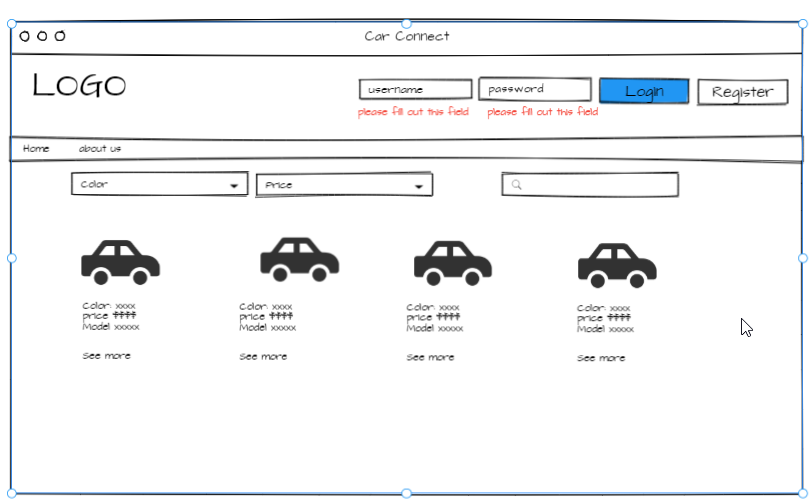 Car Connect
LOGO
username
password
Login
Register
please fill out this field
please fill out this field
Home
about us
Color
Price
Color: xxxx
price ††††
Model xxxxx
See more
Color: xxxx
price ††††
Model xxxxx
See more
Color: xxxx
price ††††
Model xxxxx
See more
Color: xxxx
price ††††
Model xxxxx
See more